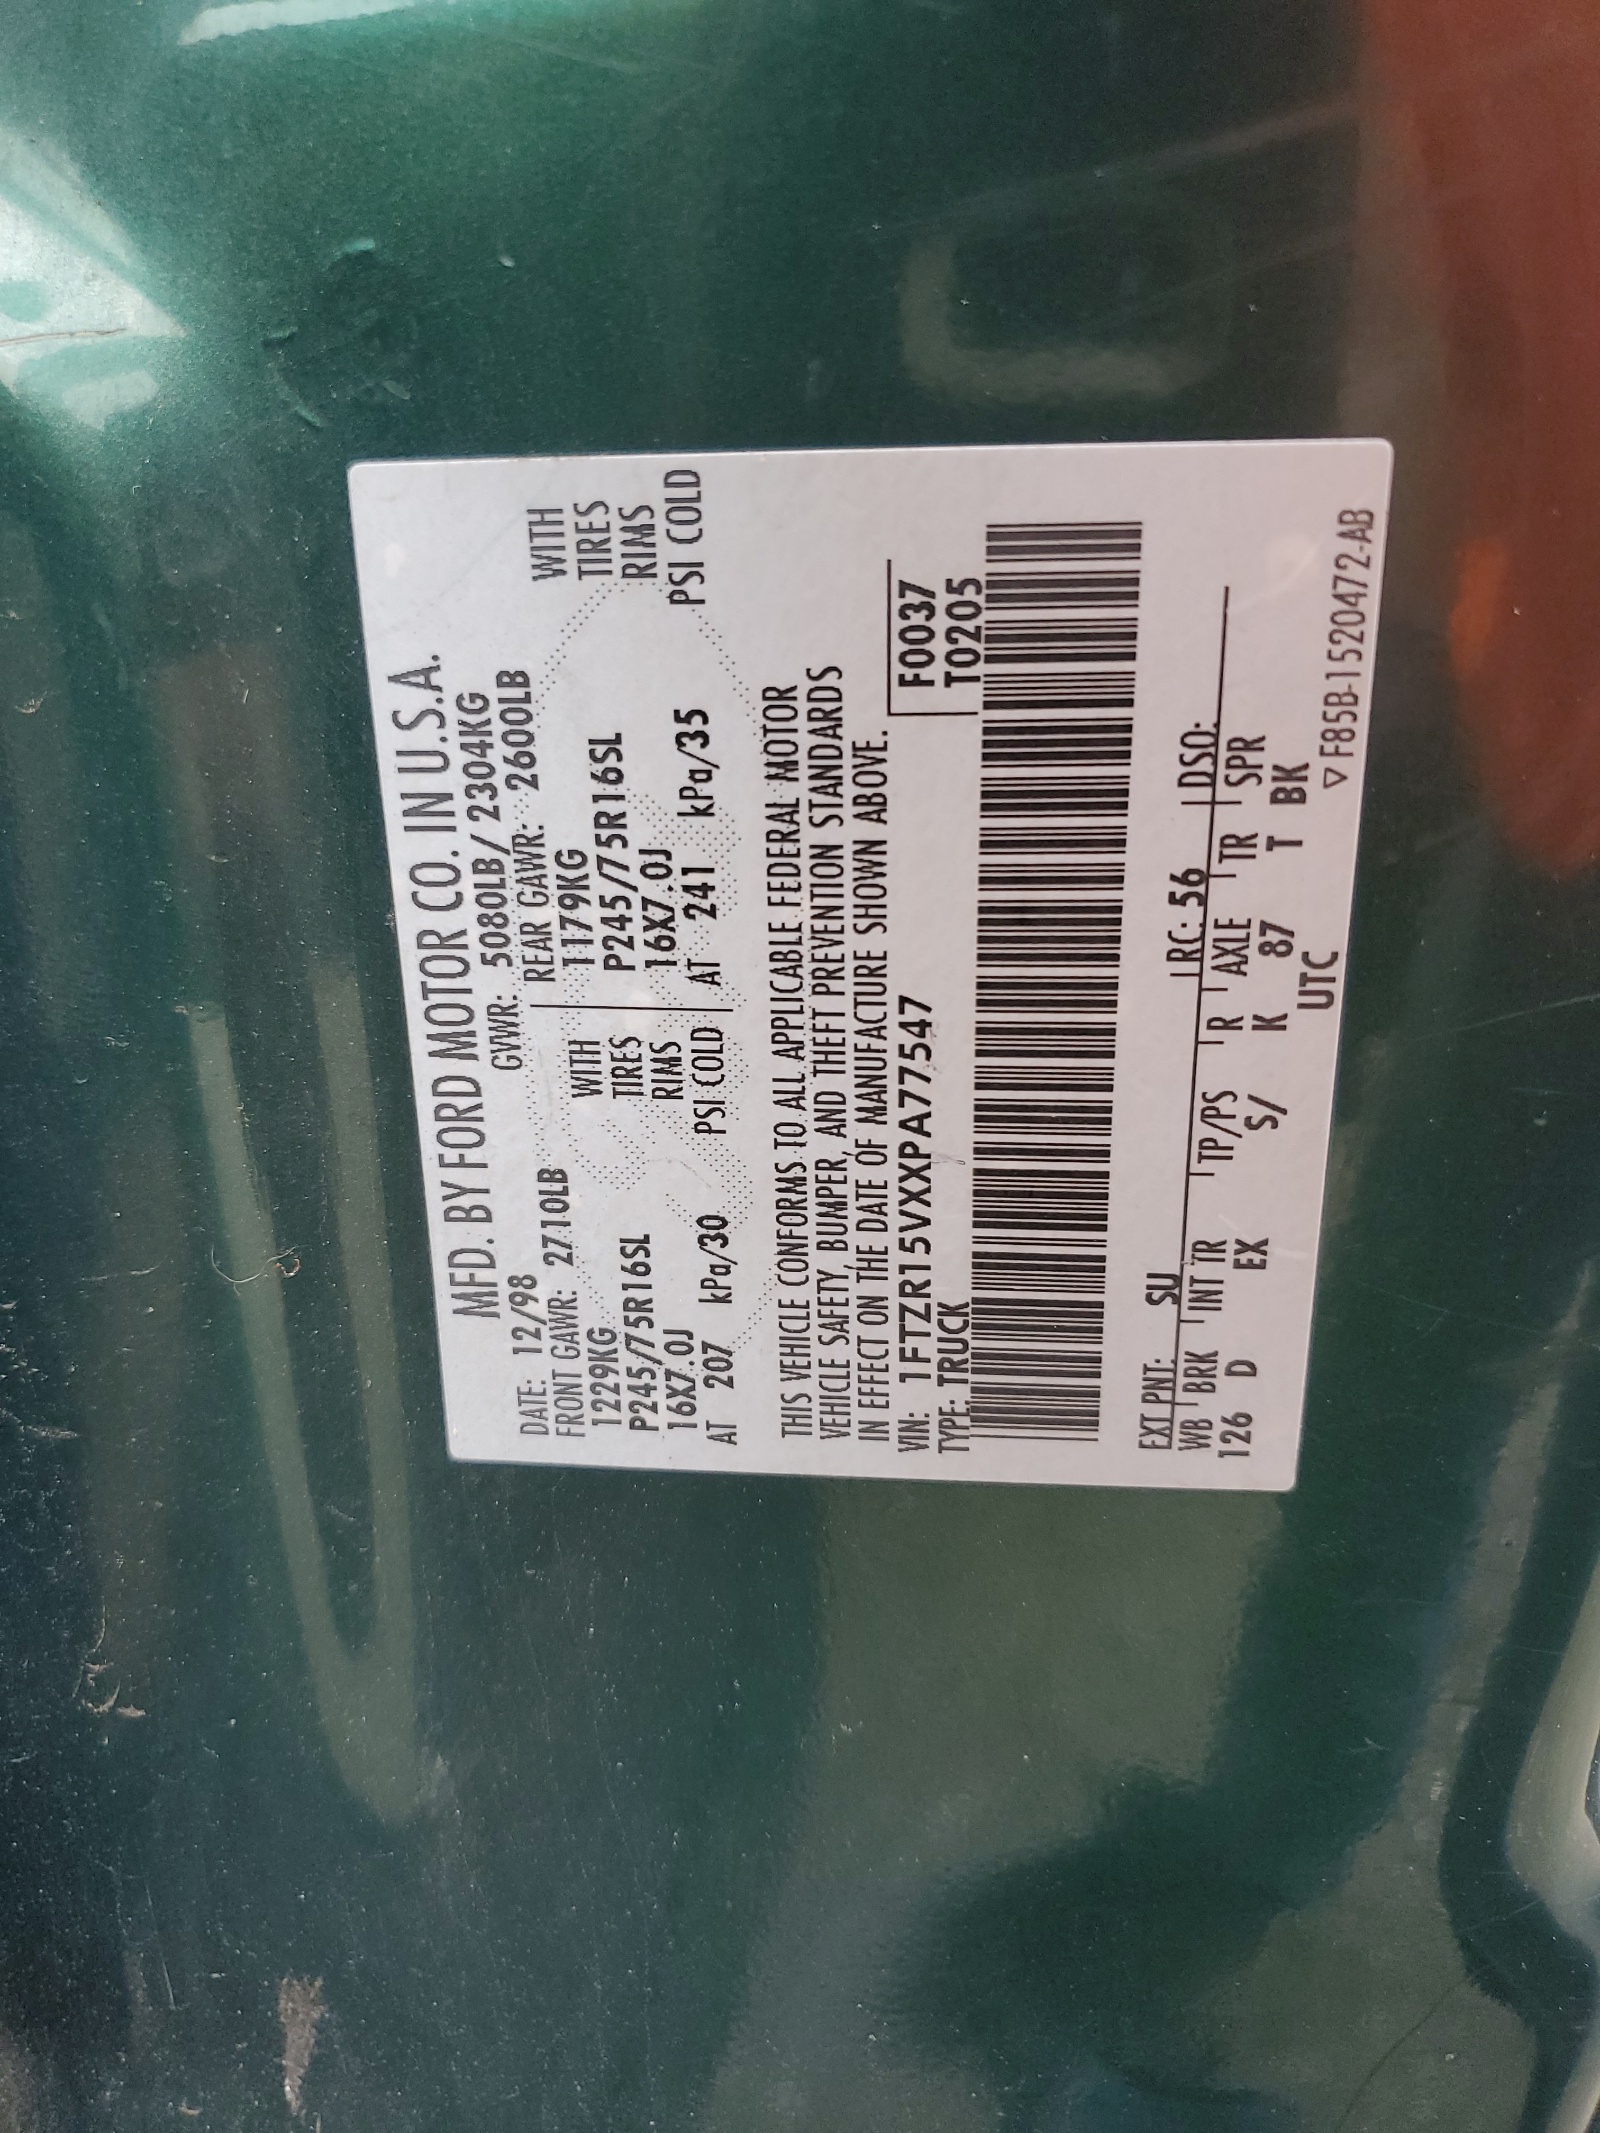 MFD. BY FORD MOTOR CO. IN U.S.A.
DATE: 12/98 GVWR: 5080LB/ 2304KG
FRONT GAWR: 2710LB REAR GAWR: 2600LB
1229KG WITH 1179KG WITH
P245/75R16SL TIRES P245/75R16SL TIRES
16X7.0J RIMS 16X7.0J RIMS
AT 207 kPa/30 PSI COLD AT 241 kPa/35 PSI COLD
THIS VEHICLE CONFORMS TO ALL APPLICABLE FEDERAL MOTOR
VEHICLE SAFETY, BUMPER, AND THEFT PREVENTION STANDARDS
IN EFFECT ON THE DATE OF MANUFACTURE SHOWN ABOVE.
VIN: 1FTZR15VXXPA77547 F0037
TYPE: TRUCK T0205
EXT PNT: SU RC: 56 DSO:
WB BRK INT TR TP/PS R AXLE TR SPR
126 D EX S/ K 87 T BK
UTC
▽ F85B-1520472-AB